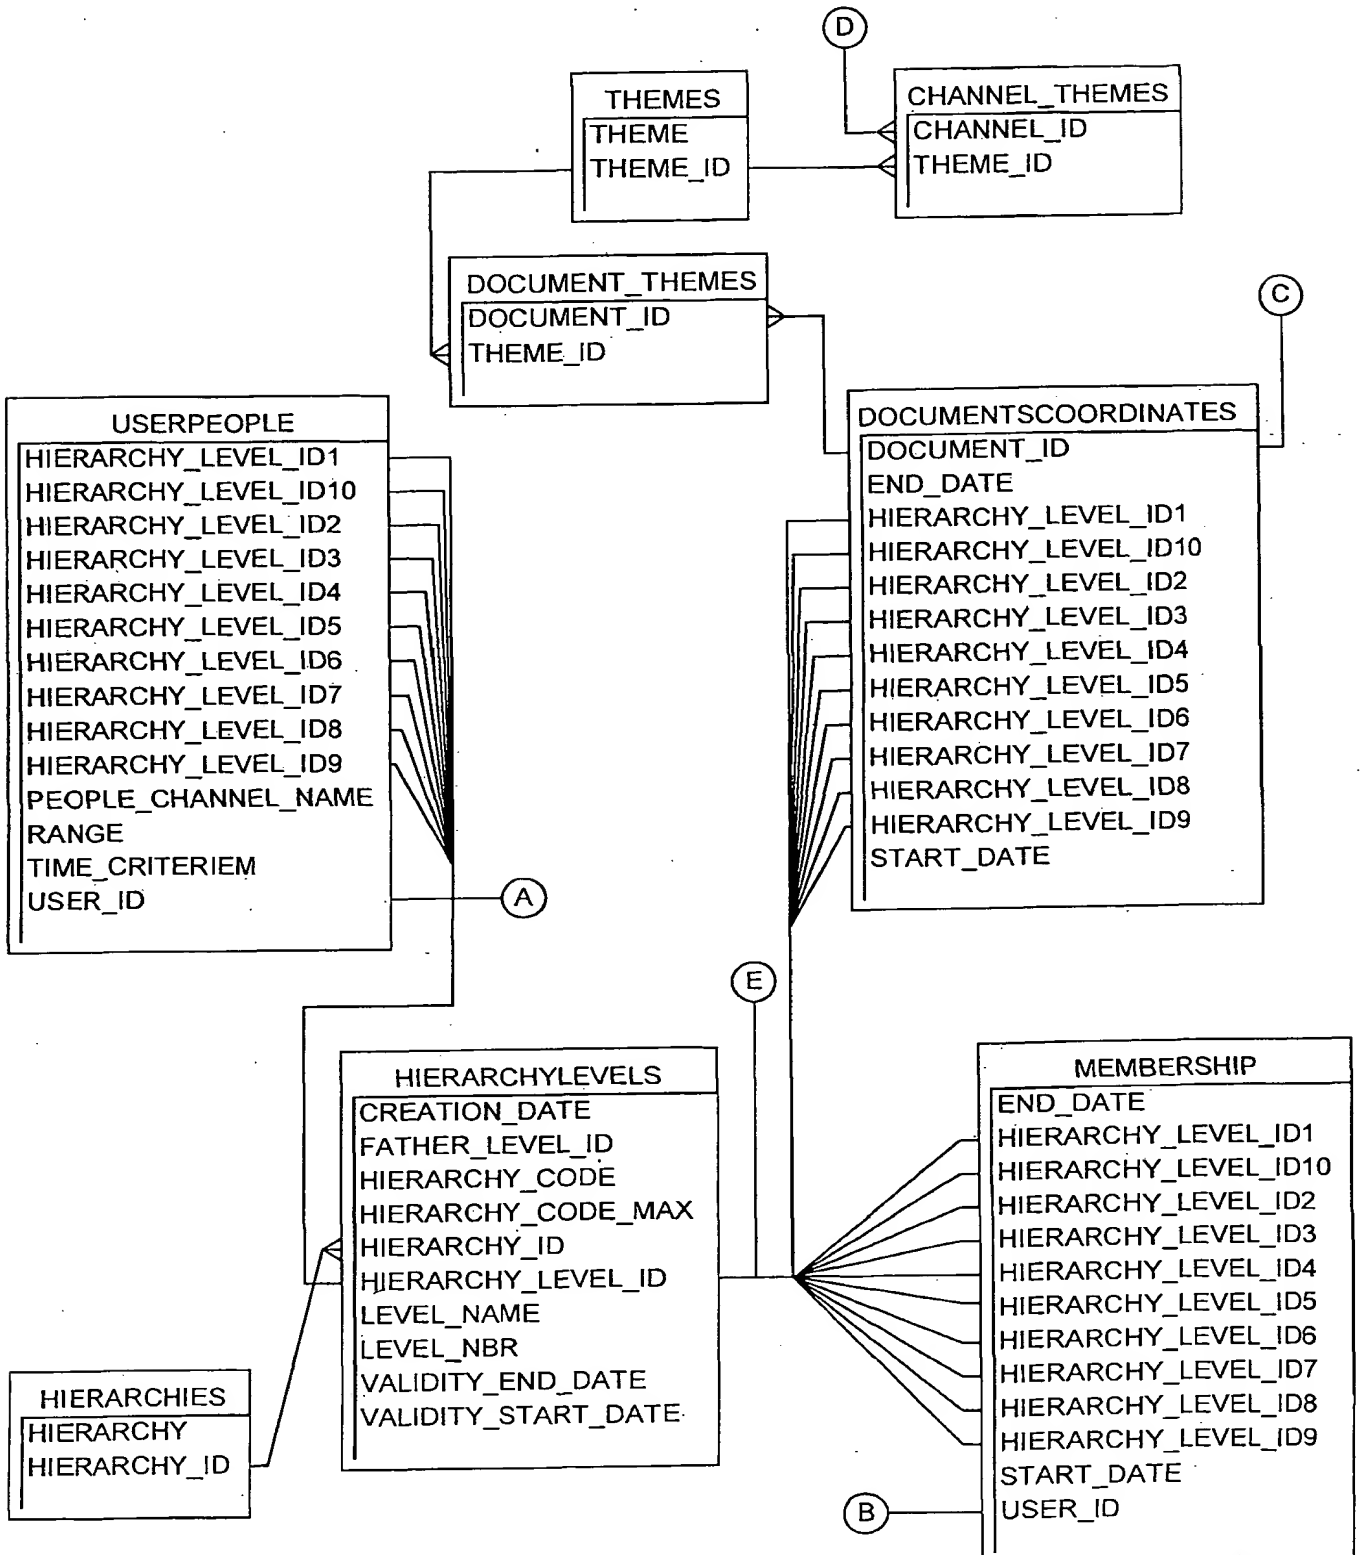 D
THEMES
THEME
THEME_ID
CHANNEL_THEMES
CHANNEL_ID
THEME_ID
DOCUMENT_THEMES
DOCUMENT_ID
THEME_ID
C
USERPEOPLE
HIERARCHY_LEVEL_ID1
HIERARCHY_LEVEL_ID10
HIERARCHY_LEVEL_ID2
HIERARCHY_LEVEL_ID3
HIERARCHY_LEVEL_ID4
HIERARCHY_LEVEL_ID5
HIERARCHY_LEVEL_ID6
HIERARCHY_LEVEL_ID7
HIERARCHY_LEVEL_ID8
HIERARCHY_LEVEL_ID9
PEOPLE_CHANNEL_NAME
RANGE
TIME_CRITERIEM
USER_ID
A
DOCUMENTSCOORDINATES
DOCUMENT_ID
END_DATE
HIERARCHY_LEVEL_ID1
HIERARCHY_LEVEL_ID10
HIERARCHY_LEVEL_ID2
HIERARCHY_LEVEL_ID3
HIERARCHY_LEVEL_ID4
HIERARCHY_LEVEL_ID5
HIERARCHY_LEVEL_ID6
HIERARCHY_LEVEL_ID7
HIERARCHY_LEVEL_ID8
HIERARCHY_LEVEL_ID9
START_DATE
E
HIERARCHYLEVELS
CREATION_DATE
FATHER_LEVEL_ID
HIERARCHY_CODE
HIERARCHY_CODE_MAX
HIERARCHY_ID
HIERARCHY_LEVEL_ID
LEVEL_NAME
LEVEL_NBR
VALIDITY_END_DATE
VALIDITY_START_DATE
MEMBERSHIP
END_DATE
HIERARCHY_LEVEL_ID1
HIERARCHY_LEVEL_ID10
HIERARCHY_LEVEL_ID2
HIERARCHY_LEVEL_ID3
HIERARCHY_LEVEL_ID4
HIERARCHY_LEVEL_ID5
HIERARCHY_LEVEL_ID6
HIERARCHY_LEVEL_ID7
HIERARCHY_LEVEL_ID8
HIERARCHY_LEVEL_ID9
START_DATE
USER_ID
B
HIERARCHIES
HIERARCHY
HIERARCHY_ID